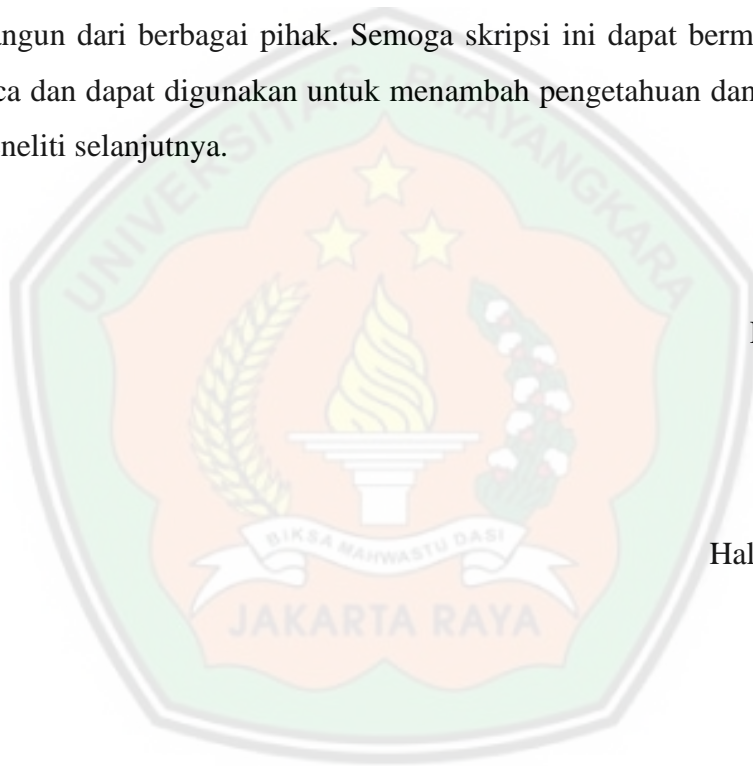 angun dari berbagai pihak. Semoga skripsi ini dapat berm
ca dan dapat digunakan untuk menambah pengetahuan dan
neliti selanjutnya.
UNIVERSITAS BHAYANGKARA
Hal
BIKSA MAHWASTU DASI
JAKARTA RAYA